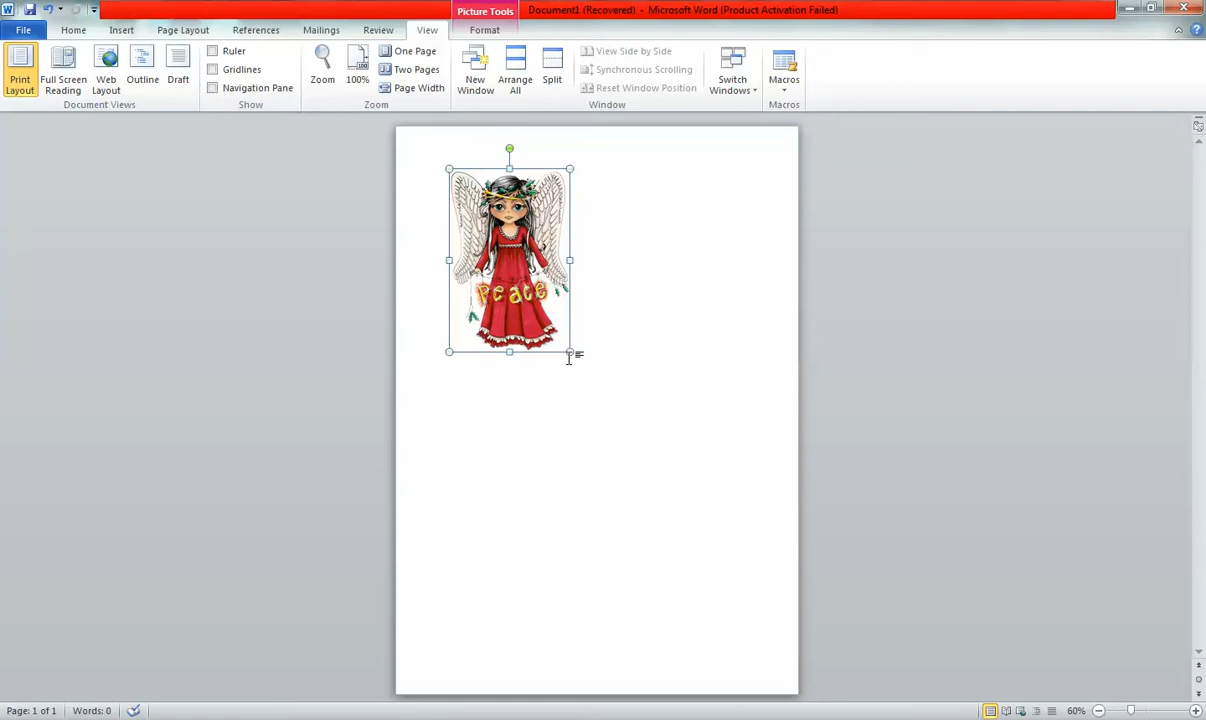 Picture Tools
Document1 (Recovered) - Microsoft Word (Product Activation Failed)
File Home Insert Page Layout References Mailings Review View Format
Print Layout
Full Screen Reading
Web Layout
Outline
Draft
Document Views
Ruler
Gridlines
Navigation Pane
Show
Zoom
100%
One Page
Two Pages
Page Width
Zoom
New Window
Arrange All
Split
View Side by Side
Synchronous Scrolling
Reset Window Position
Window
Switch Windows
Macros
Macros
Peace
Page: 1 of 1 Words: 0 60%